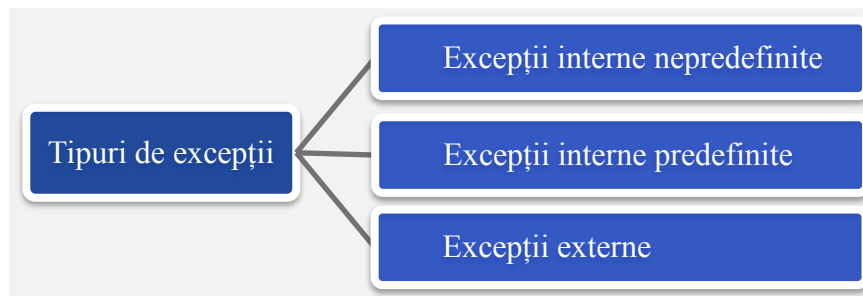 Tipuri de excepții
Excepții interne nepredefinite
Excepții interne predefinite
Excepții externe